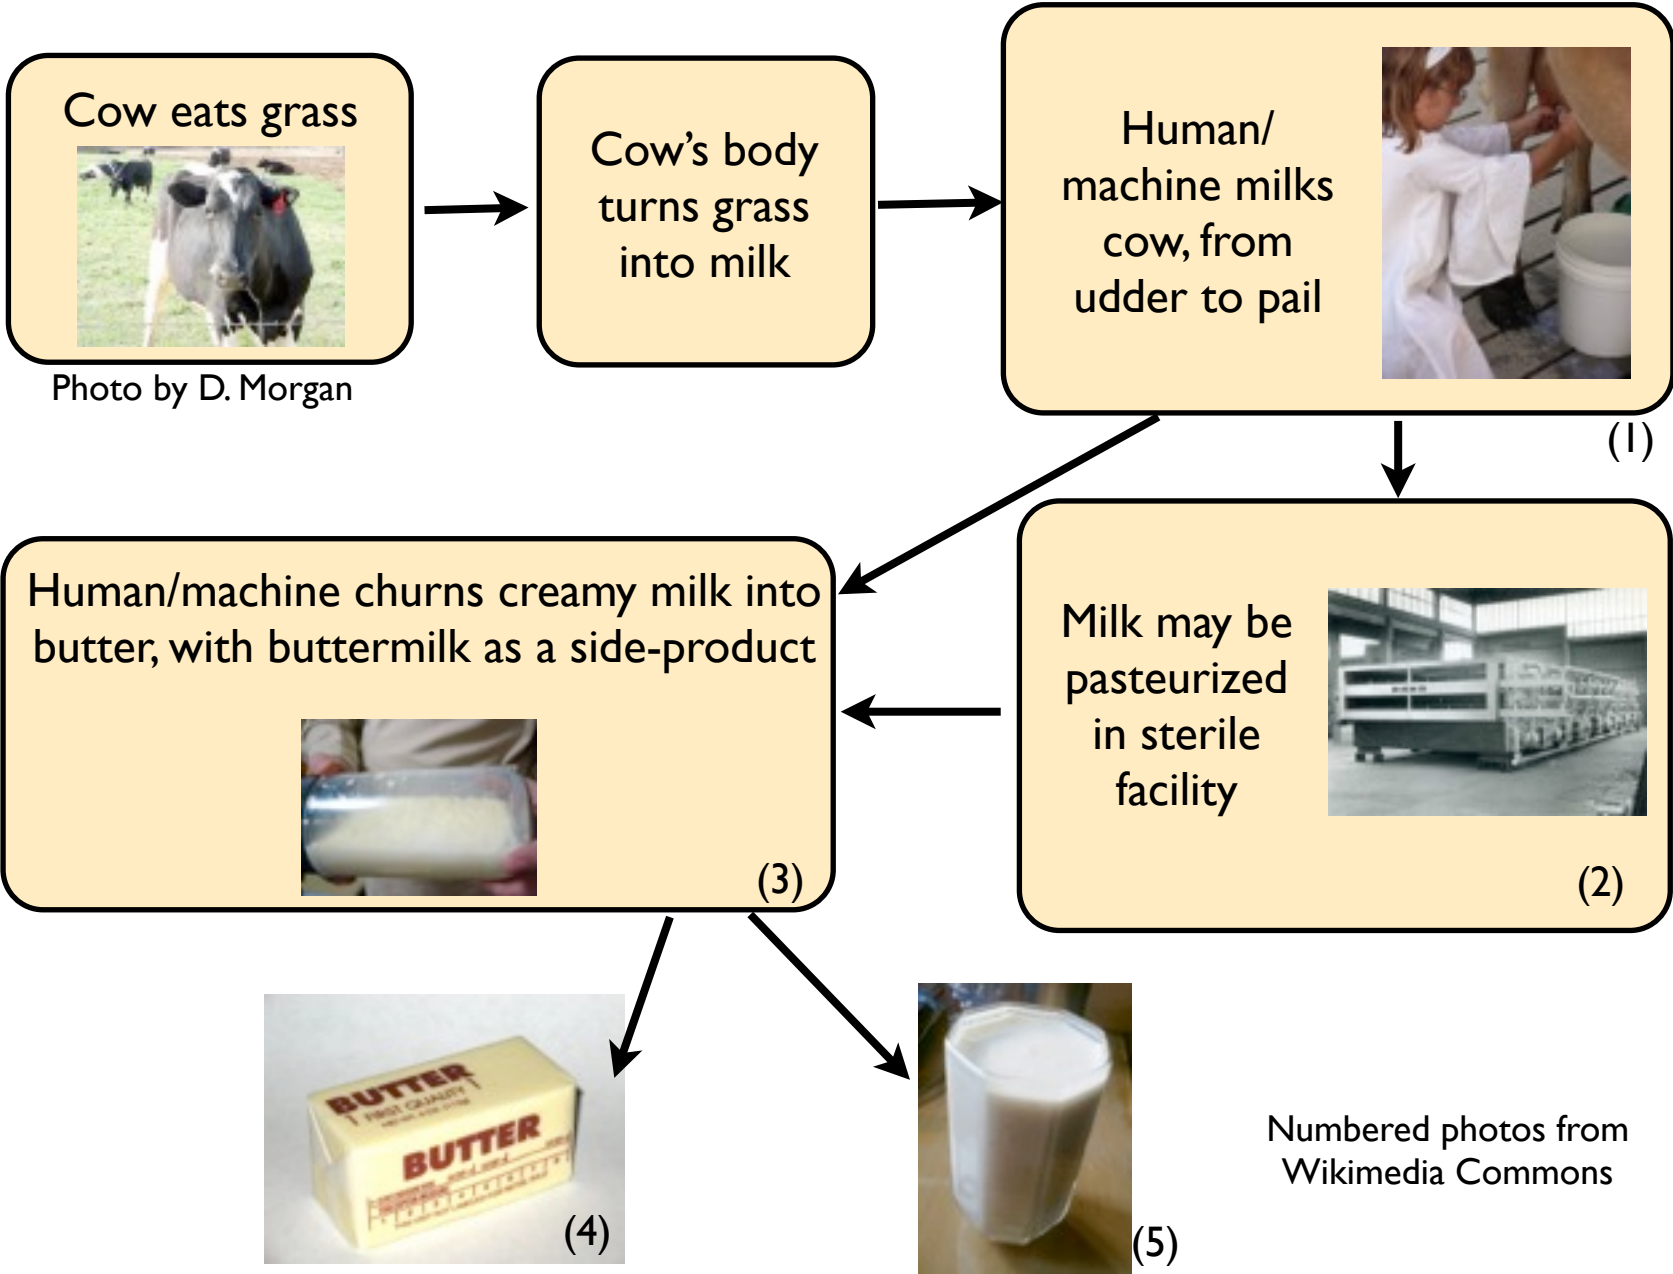 Cow eats grass
Photo by D. Morgan
Cow's body
turns grass
into milk
Human/
machine milks
cow, from
udder to pail
(1)
Human/machine churns creamy milk into
butter, with buttermilk as a side-product
(3)
Milk may be
pasteurized
in sterile
facility
(2)
BUTTER
FIRST QUALITY
BUTTER
(4)
(5)
Numbered photos from
Wikimedia Commons